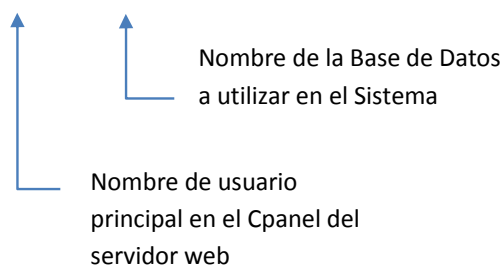 Nombre de la Base de Datos
a utilizar en el Sistema
Nombre de usuario
principal en el Cpanel del
servidor web